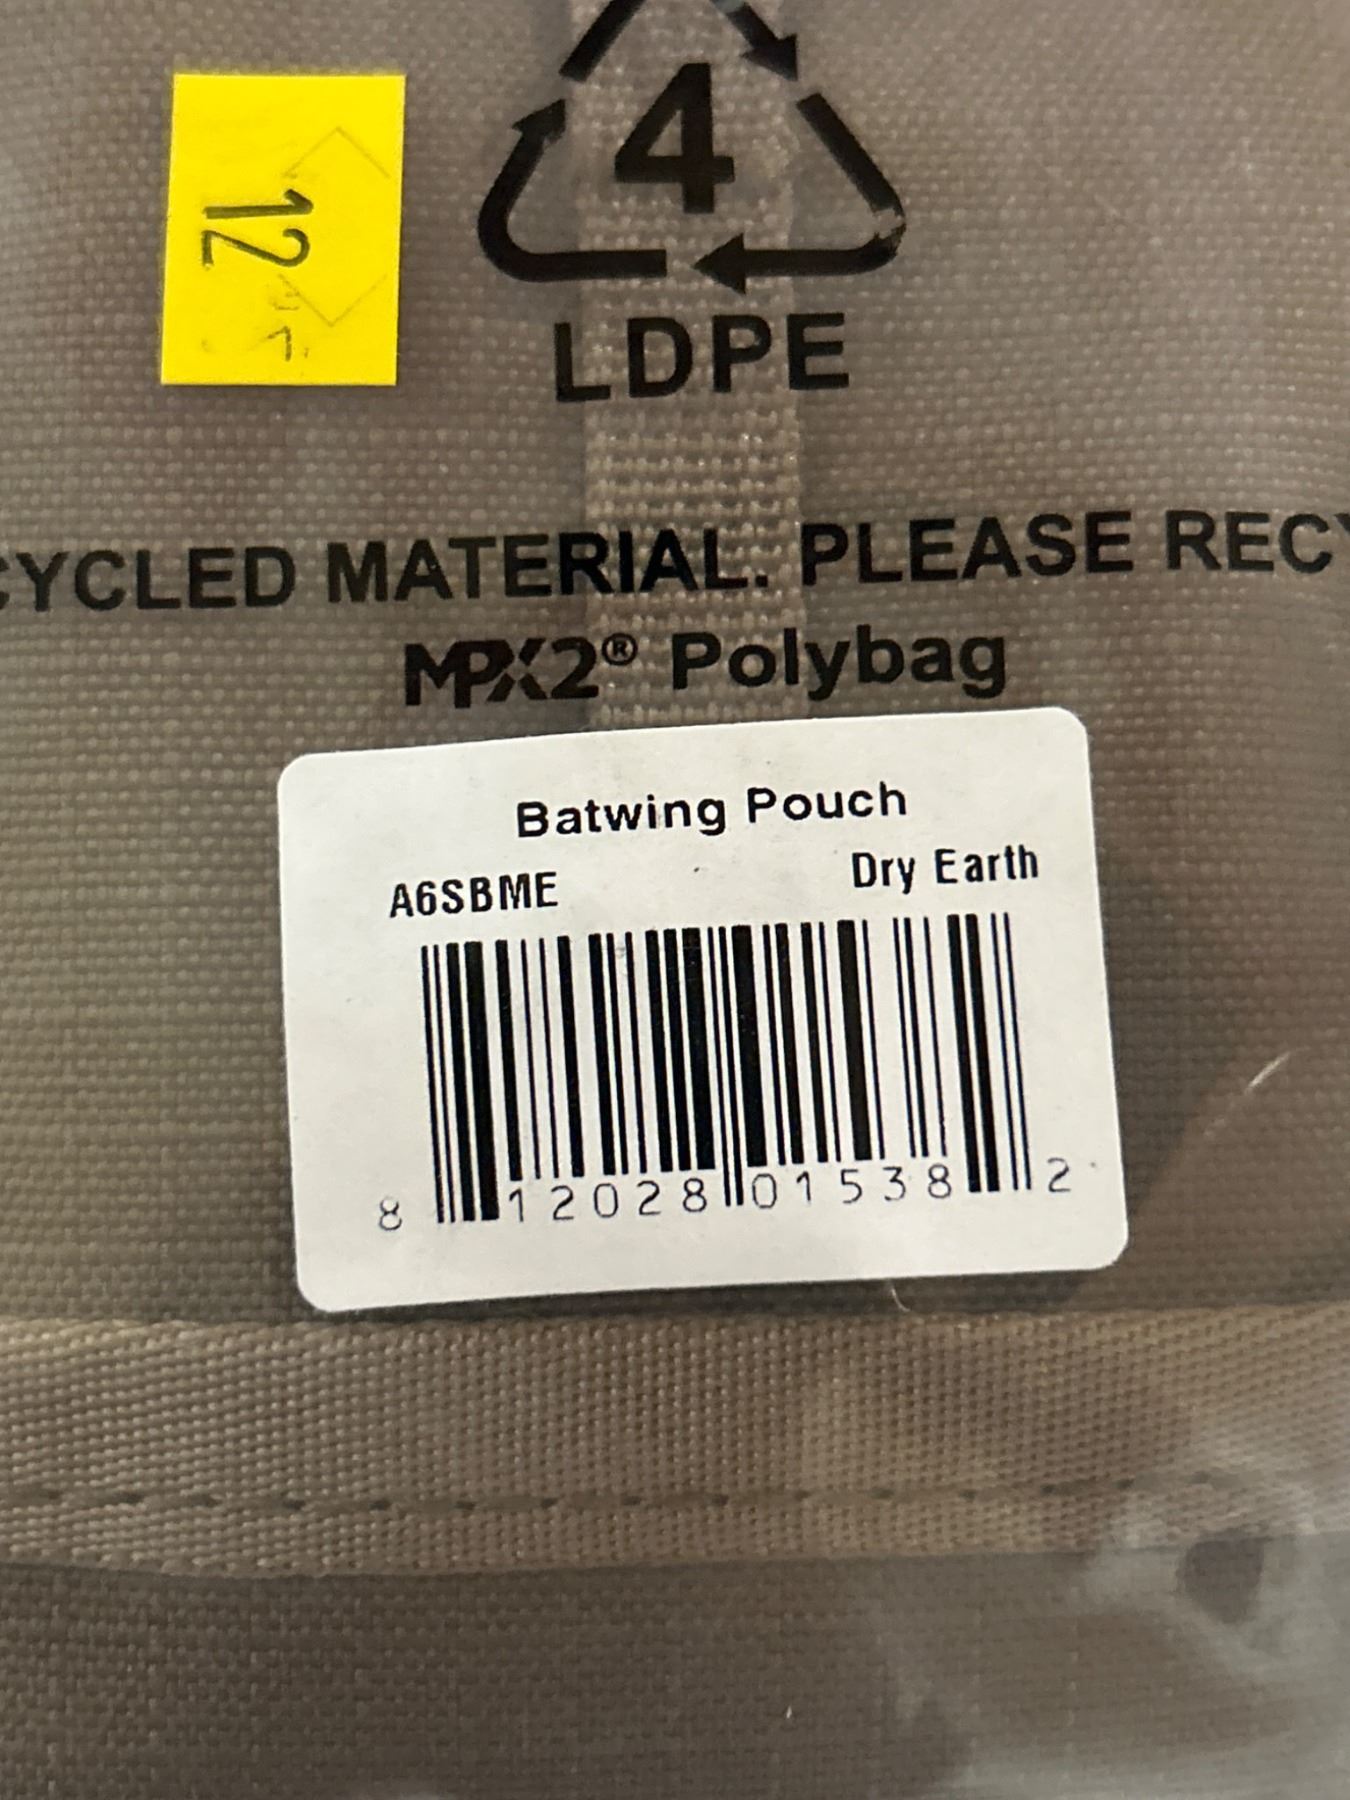 4
12
LDPE
CYCLED MATERIAL. PLEASE RECY
MPX2® Polybag
Batwing Pouch
A6SBME Dry Earth
8 12028 01538 2